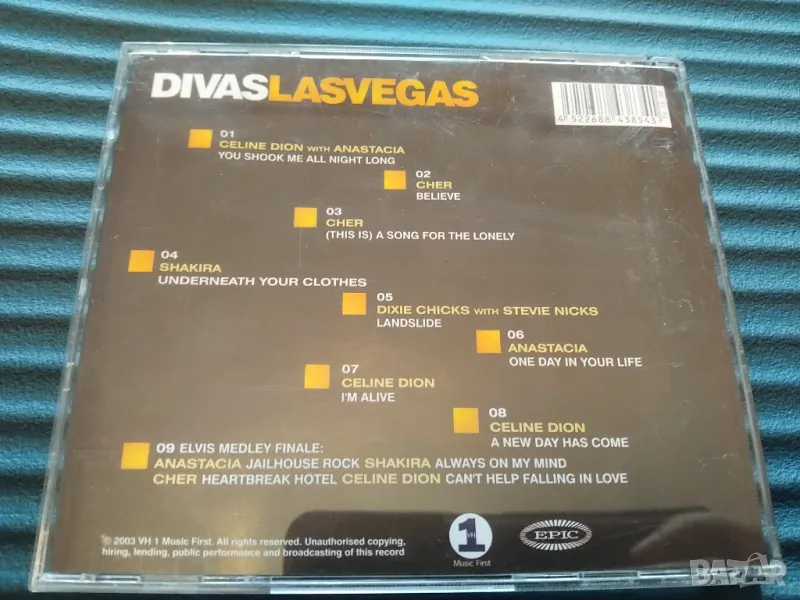 DIVASLASVEGAS
4 522688 438543
01
CELINE DION WITH ANASTACIA
YOU SHOOK ME ALL NIGHT LONG
02
CHER
BELIEVE
03
CHER
(THIS IS) A SONG FOR THE LONELY
04
SHAKIRA
UNDERNEATH YOUR CLOTHES
05
DIXIE CHICKS WITH STEVIE NICKS
LANDSLIDE
06
ANASTACIA
ONE DAY IN YOUR LIFE
07
CELINE DION
I'M ALIVE
08
CELINE DION
A NEW DAY HAS COME
09 ELVIS MEDLEY FINALE:
ANASTACIA JAILHOUSE ROCK SHAKIRA ALWAYS ON MY MIND
CHER HEARTBREAK HOTEL CELINE DION CAN'T HELP FALLING IN LOVE
© 2003 VH 1 Music First. All rights reserved. Unauthorised copying,
hiring, lending, public performance and broadcasting of this record
VH
1
Music First
EPIC
BAZAR